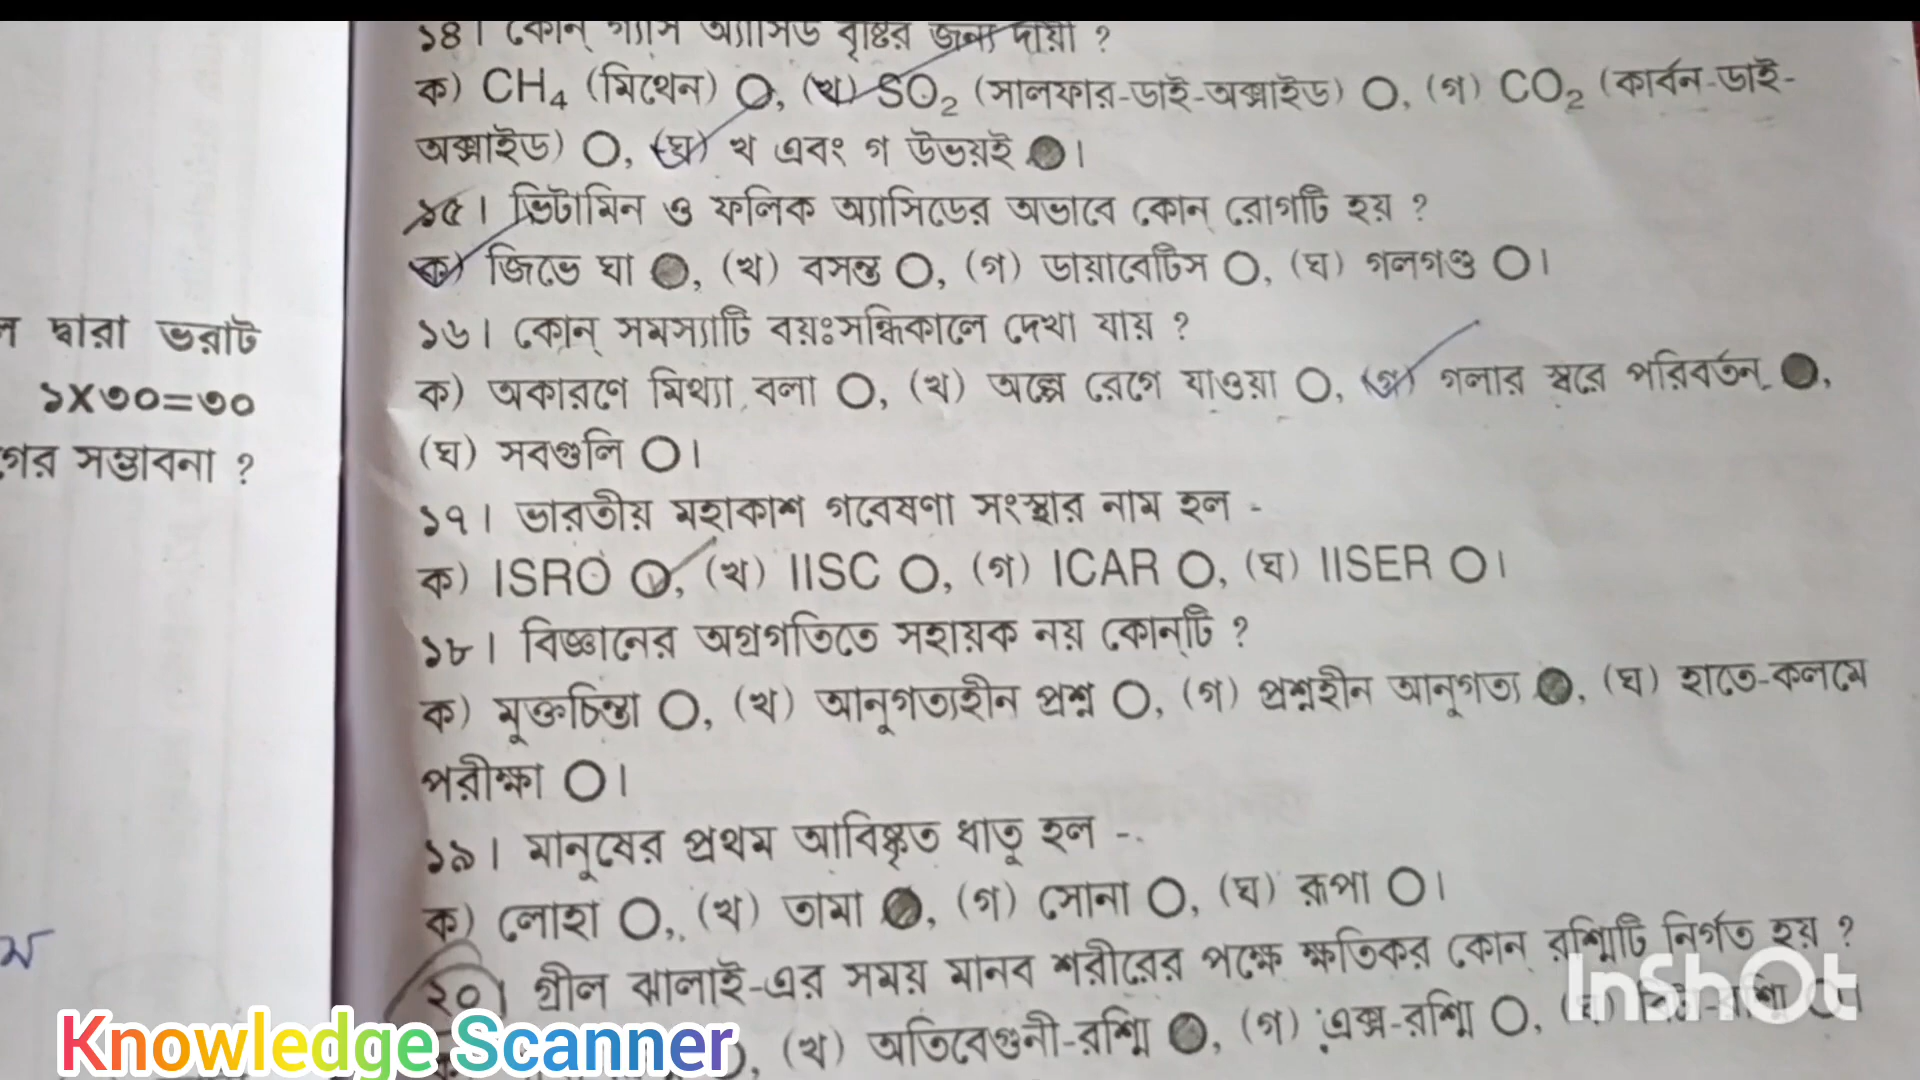 ১৪। কোন্ গ্যাস অ্যাসিড বৃষ্টির জন্য দায়ী ?
ক) CH₄ (মিথেন) O, (খ) SO₂ (সালফার-ডাই-অক্সাইড) O, (গ) CO₂ (কার্বন-ডাই-
অক্সাইড) O, (ঘ) খ এবং গ উভয়ই ●।
১৫। ভিটামিন ও ফলিক অ্যাসিডের অভাবে কোন্ রোগটি হয় ?
ক) জিভে ঘা ●, (খ) বসন্ত O, (গ) ডায়াবেটিস O, (ঘ) গলগণ্ড O।
১৬। কোন্ সমস্যাটি বয়ঃসন্ধিকালে দেখা যায় ?
ক) অকারণে মিথ্যা বলা O, (খ) অল্পে রেগে যাওয়া O, (গ) গলার স্বরে পরিবর্তন ●,
(ঘ) সবগুলি O।
১৭। ভারতীয় মহাকাশ গবেষণা সংস্থার নাম হল -
ক) ISRO O, (খ) IISC O, (গ) ICAR O, (ঘ) IISER O।
১৮। বিজ্ঞানের অগ্রগতিতে সহায়ক নয় কোন্‌টি ?
ক) মুক্তচিন্তা O, (খ) আনুগত্যহীন প্রশ্ন O, (গ) প্রশ্নহীন আনুগত্য ●, (ঘ) হাতে-কলমে
পরীক্ষা O।
১৯। মানুষের প্রথম আবিষ্কৃত ধাতু হল -
ক) লোহা O, (খ) তামা ●, (গ) সোনা O, (ঘ) রূপা O।
২০। গ্রীল ঝালাই-এর সময় মানব শরীরের পক্ষে ক্ষতিকর কোন্ রশ্মিটি নির্গত হয় ?
(খ) অতিবেগুনী-রশ্মি ●, (গ) এক্স-রশ্মি O, (ঘ)
দ্বারা ভরাট
১X৩০=৩০
সম্ভাবনা ?
Knowledge Scanner
InShOt